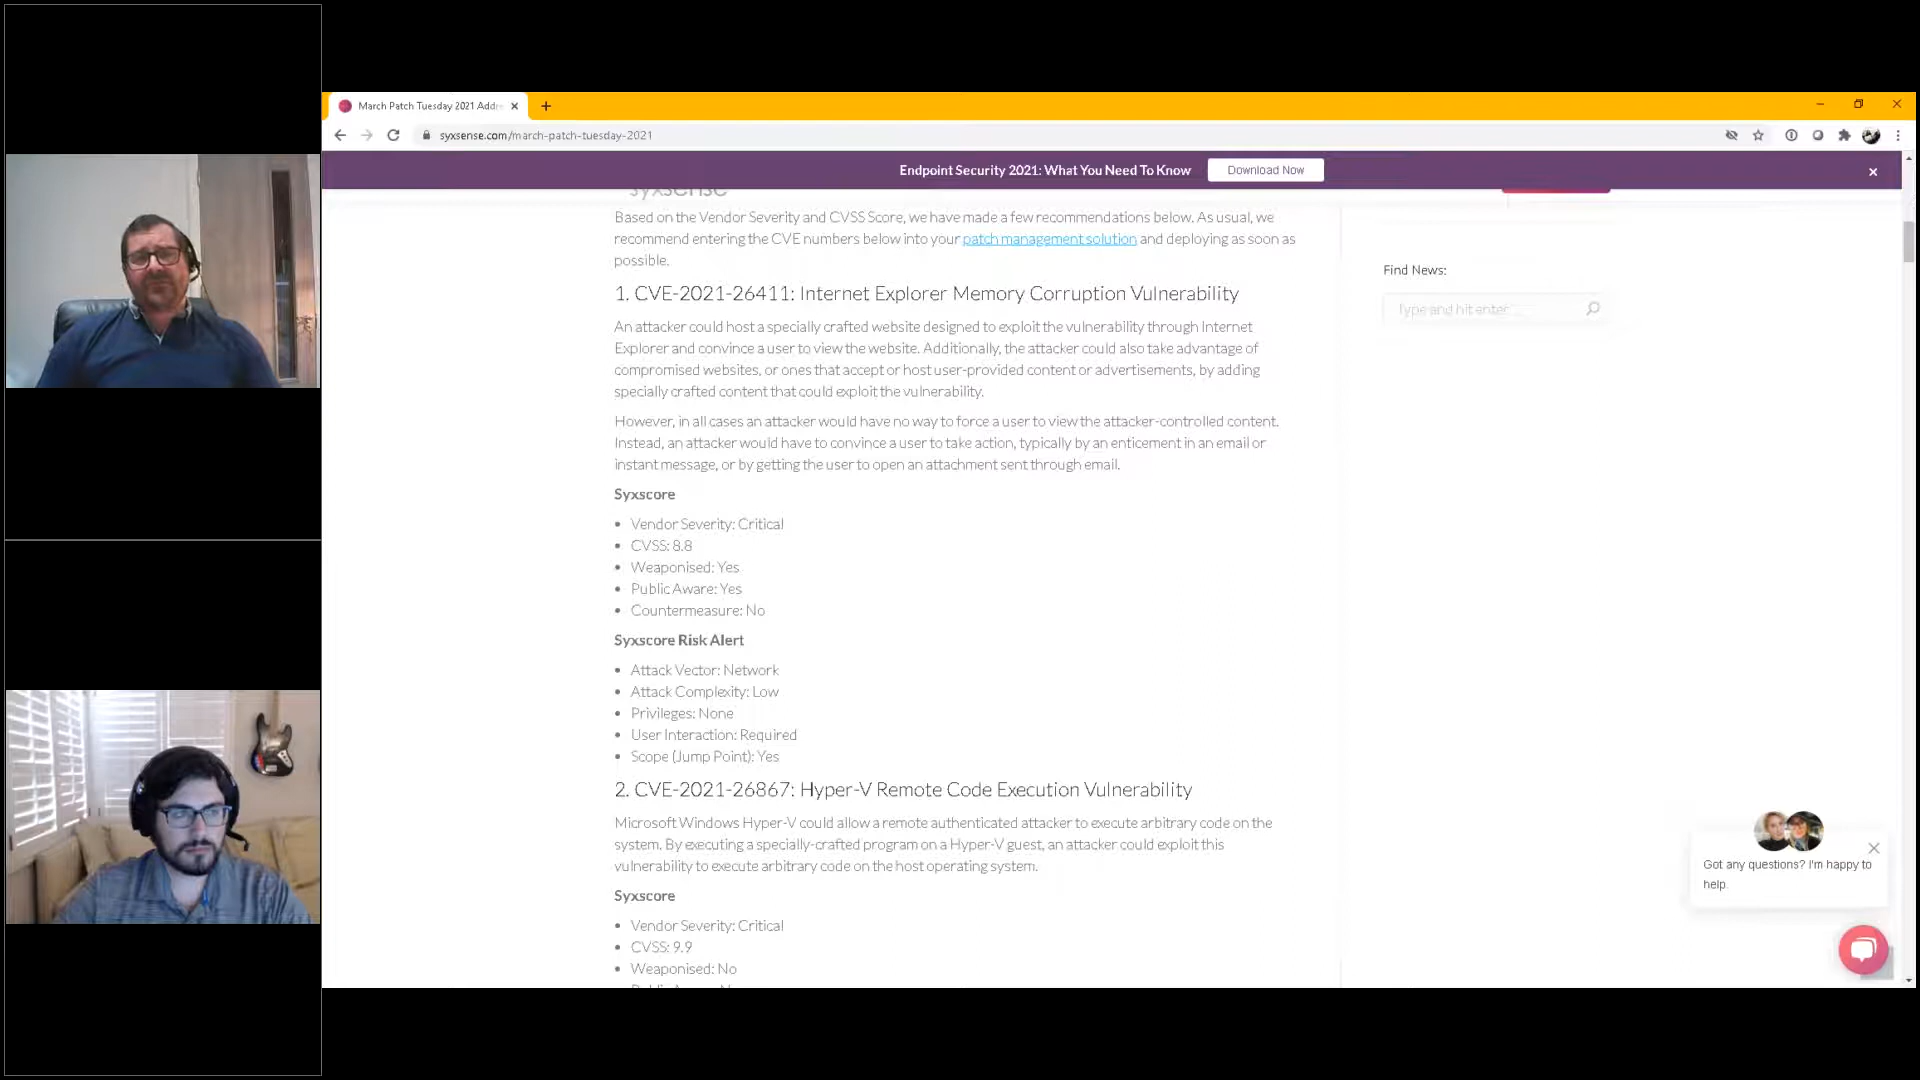 March Patch Tuesday 2021 Addre
syxsense.com/march-patch-tuesday-2021
Endpoint Security 2021: What You Need To Know
Download Now
syxsense
Based on the Vendor Severity and CVSS Score, we have made a few recommendations below. As usual, we
recommend entering the CVE numbers below into your patch management solution and deploying as soon as
possible.
1. CVE-2021-26411: Internet Explorer Memory Corruption Vulnerability
An attacker could host a specially crafted website designed to exploit the vulnerability through Internet
Explorer and convince a user to view the website. Additionally, the attacker could also take advantage of
compromised websites, or ones that accept or host user-provided content or advertisements, by adding
specially crafted content that could exploit the vulnerability.
However, in all cases an attacker would have no way to force a user to view the attacker-controlled content.
Instead, an attacker would have to convince a user to take action, typically by an enticement in an email or
instant message, or by getting the user to open an attachment sent through email.
Syxscore
• Vendor Severity: Critical
• CVSS: 8.8
• Weaponised: Yes
• Public Aware: Yes
• Countermeasure: No
Syxscore Risk Alert
• Attack Vector: Network
• Attack Complexity: Low
• Privileges: None
• User Interaction: Required
• Scope (Jump Point): Yes
2. CVE-2021-26867: Hyper-V Remote Code Execution Vulnerability
Microsoft Windows Hyper-V could allow a remote authenticated attacker to execute arbitrary code on the
system. By executing a specially-crafted program on a Hyper-V guest, an attacker could exploit this
vulnerability to execute arbitrary code on the host operating system.
Syxscore
• Vendor Severity: Critical
• CVSS: 9.9
• Weaponised: No
Find News:
Type and hit enter ...
Got any questions? I'm happy to
help.